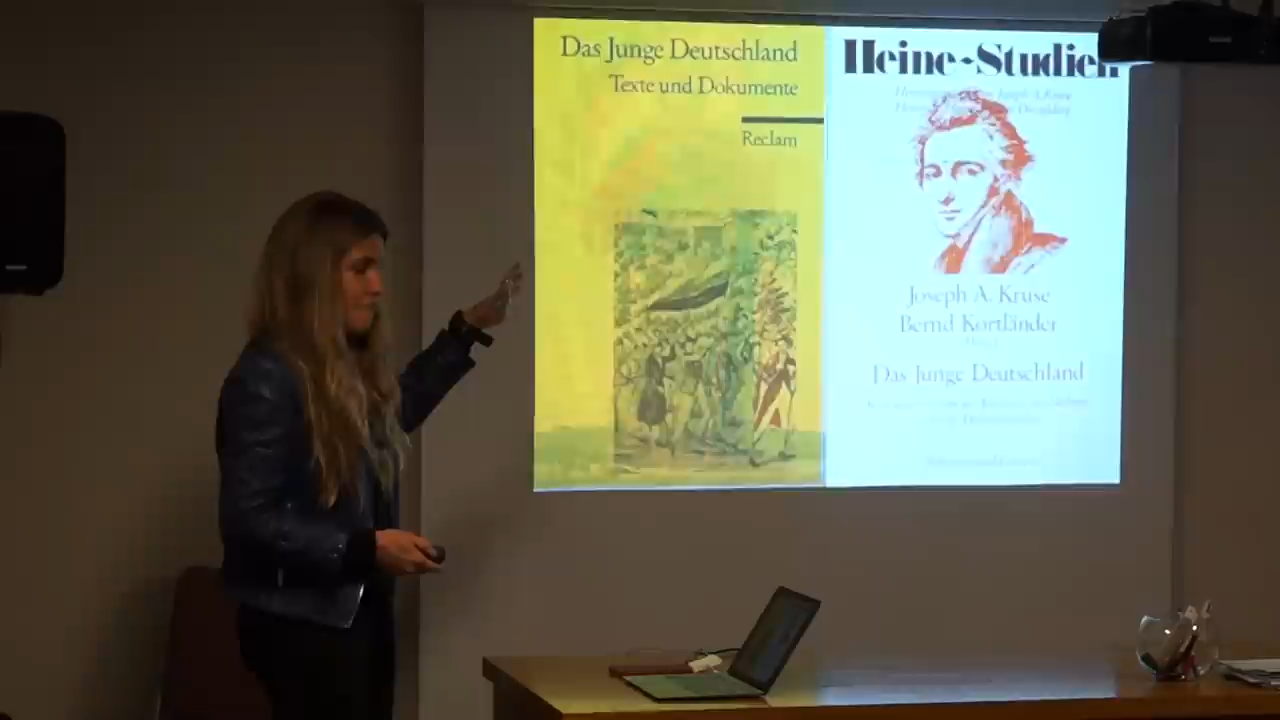 Das Junge Deutschland
Texte und Dokumente
Reclam
Heine-Studien
Joseph A. Kruse
Bernd Kortländer
Das Junge Deutschland